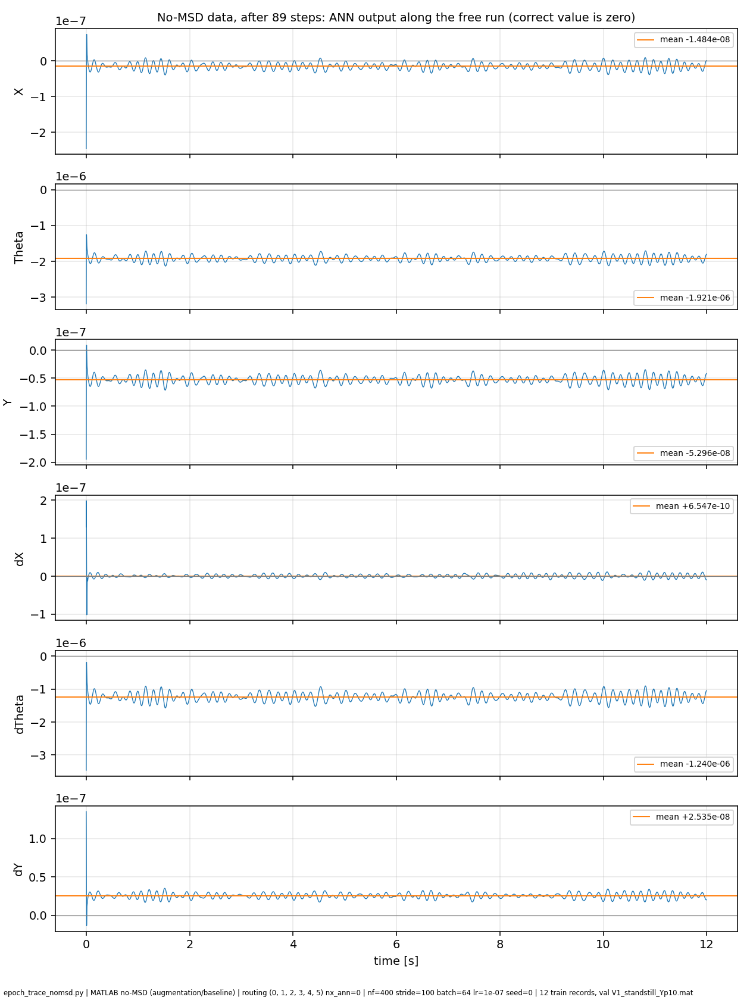 No-MSD data, after 89 steps: ANN output along the free run (correct value is zero)
1e−7
0
−1
−2
X
mean -1.484e-08
1e−6
0
−1
−2
−3
Theta
mean -1.921e-06
1e−7
0.0
−0.5
−1.0
−1.5
−2.0
Y
mean -5.296e-08
1e−7
2
1
0
−1
dX
mean +6.547e-10
1e−6
0
−1
−2
−3
dTheta
mean -1.240e-06
1e−7
1.0
0.5
0.0
dY
mean +2.535e-08
0 2 4 6 8 10 12
time [s]
epoch_trace_nomsd.py | MATLAB no-MSD (augmentation/baseline) | routing (0, 1, 2, 3, 4, 5) nx_ann=0 | nf=400 stride=100 batch=64 lr=1e-07 seed=0 | 12 train records, val V1_standstill_Yp10.mat